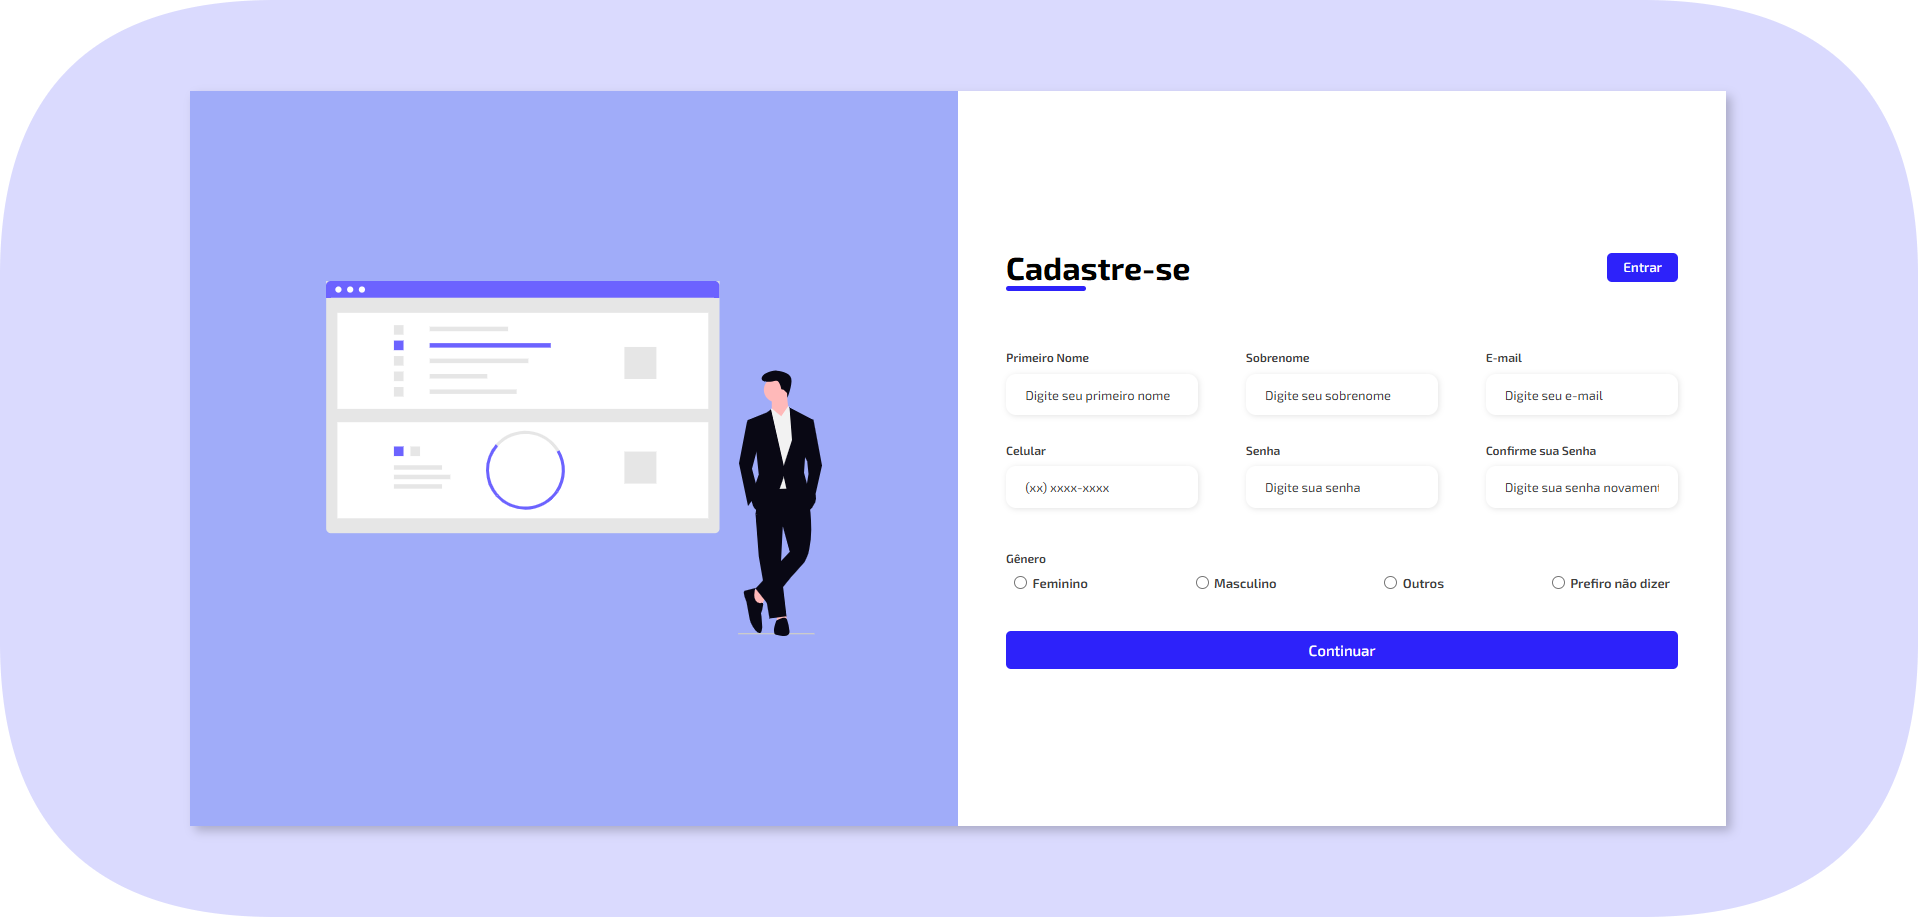 Cadastre-se
Entrar
Primeiro Nome
Sobrenome
E-mail
Digite seu primeiro nome
Digite seu sobrenome
Digite seu e-mail
Celular
Senha
Confirme sua Senha
(xx) xxxx-xxxx
Digite sua senha
Digite sua senha novament
Gênero
Feminino
Masculino
Outros
Prefiro não dizer
Continuar